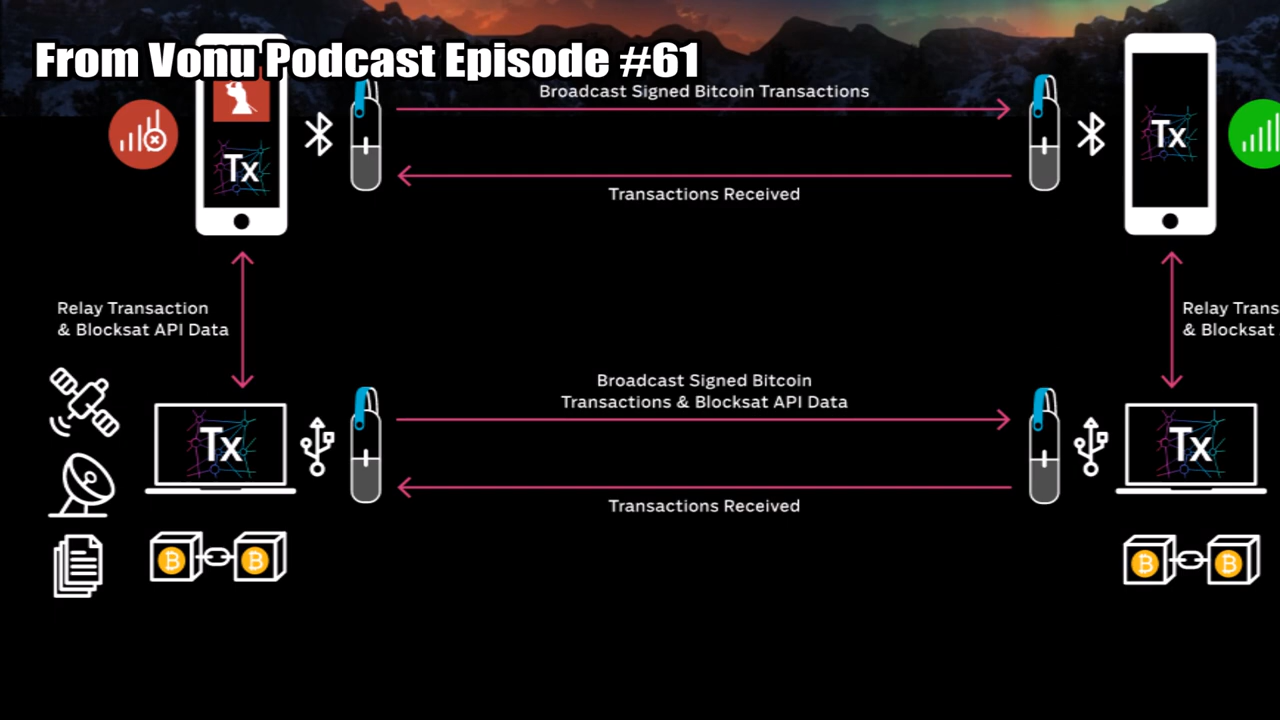 From Vonu Podcast Episode #61
Broadcast Signed Bitcoin Transactions
Tx
Tx
Transactions Received
Relay Transaction
& Blocksat API Data
Relay Trans
& Blocksat
Broadcast Signed Bitcoin
Transactions & Blocksat API Data
Tx
Tx
Transactions Received